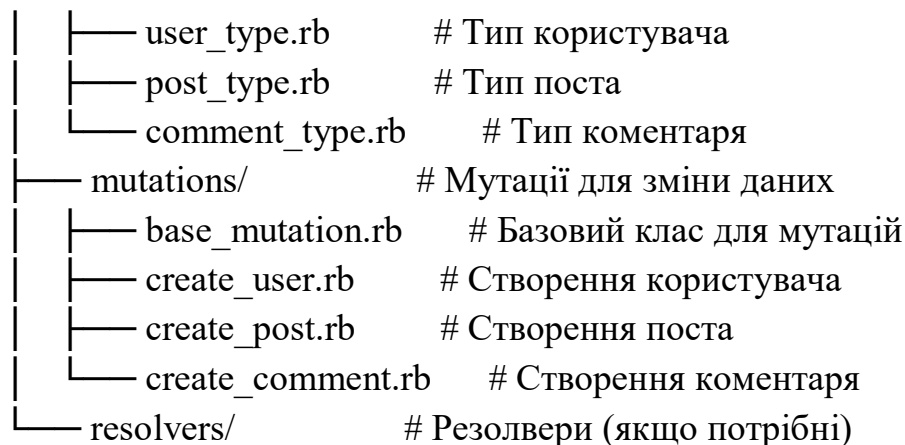 │   ├── user_type.rb       # Тип користувача
│   ├── post_type.rb       # Тип поста
│   └── comment_type.rb       # Тип коментаря
├── mutations/              # Мутації для зміни даних
│   ├── base_mutation.rb     # Базовий клас для мутацій
│   ├── create_user.rb       # Створення користувача
│   ├── create_post.rb       # Створення поста
│   └── create_comment.rb     # Створення коментаря
└── resolvers/              # Резолвери (якщо потрібні)